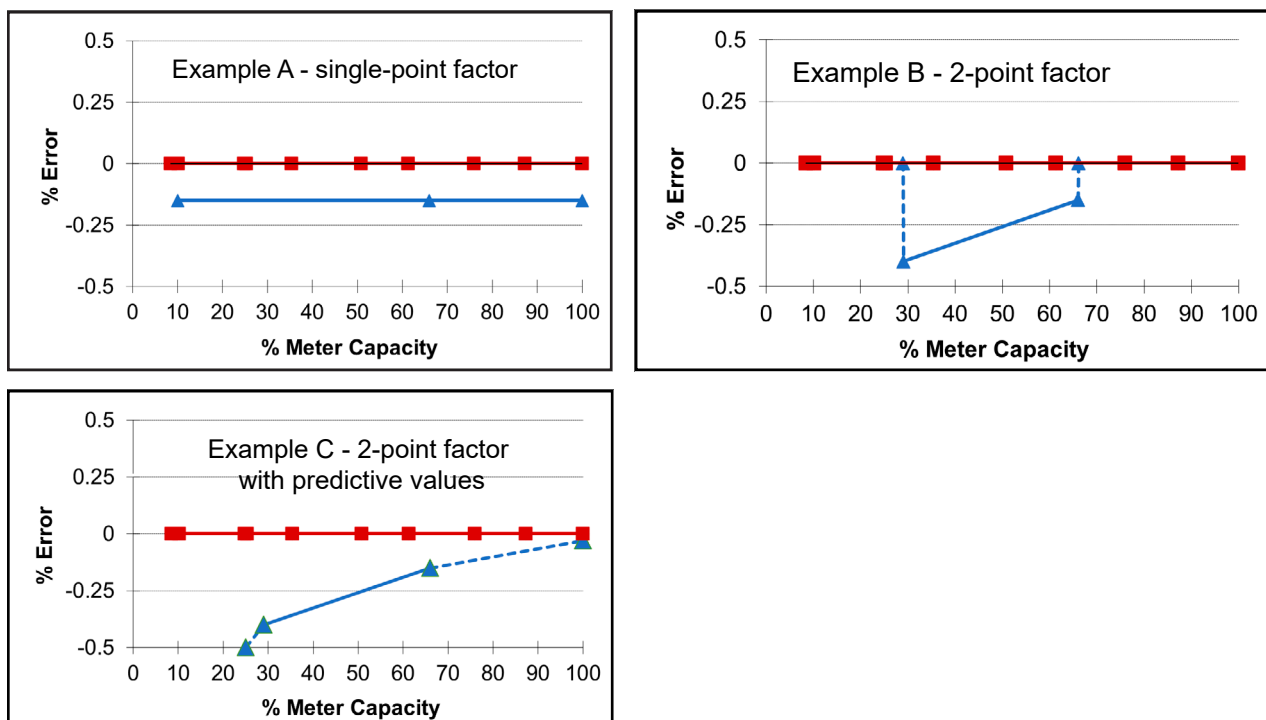 0.5
0.25
0
-0.25
-0.5
% Error
Example A - single-point factor
0 10 20 30 40 50 60 70 80 90 100
% Meter Capacity
0.5
0.25
0
-0.25
-0.5
% Error
Example B - 2-point factor
0 10 20 30 40 50 60 70 80 90 100
% Meter Capacity
0.5
0.25
0
-0.25
-0.5
% Error
Example C - 2-point factor
with predictive values
0 10 20 30 40 50 60 70 80 90 100
% Meter Capacity